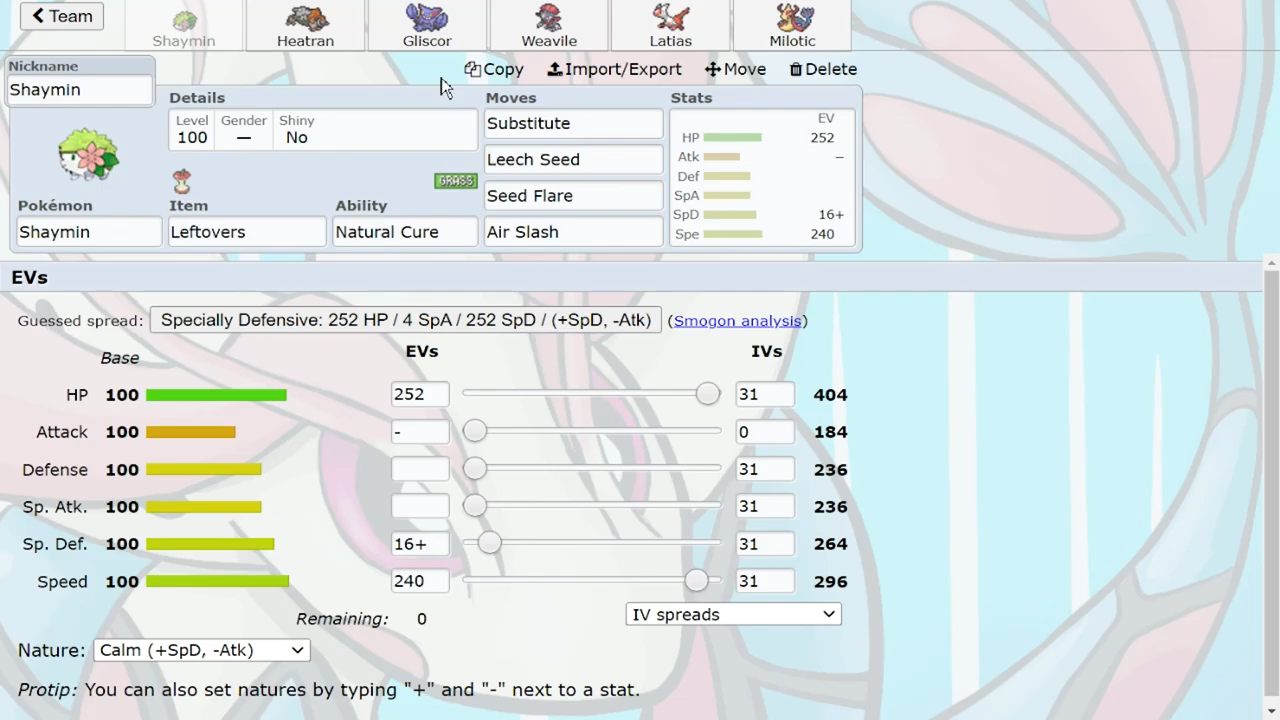 Team
Shaymin
Heatran
Gliscor
Weavile
Latias
Milotic
Copy
Import/Export
Move
Delete
Nickname
Shaymin
Details
Level
100
Gender
—
Shiny
No
GRASS
Pokémon
Shaymin
Item
Leftovers
Ability
Natural Cure
Moves
Substitute
Leech Seed
Seed Flare
Air Slash
Stats
EV
HP 252
Atk –
Def
SpA
SpD 16+
Spe 240
EVs
Guessed spread: Specially Defensive: 252 HP / 4 SpA / 252 SpD / (+SpD, -Atk) (Smogon analysis)
Base EVs IVs
HP 100 252 31 404
Attack 100 - 0 184
Defense 100 31 236
Sp. Atk. 100 31 236
Sp. Def. 100 16+ 31 264
Speed 100 240 31 296
Remaining: 0
IV spreads
Nature: Calm (+SpD, -Atk)
Protip: You can also set natures by typing "+" and "-" next to a stat.